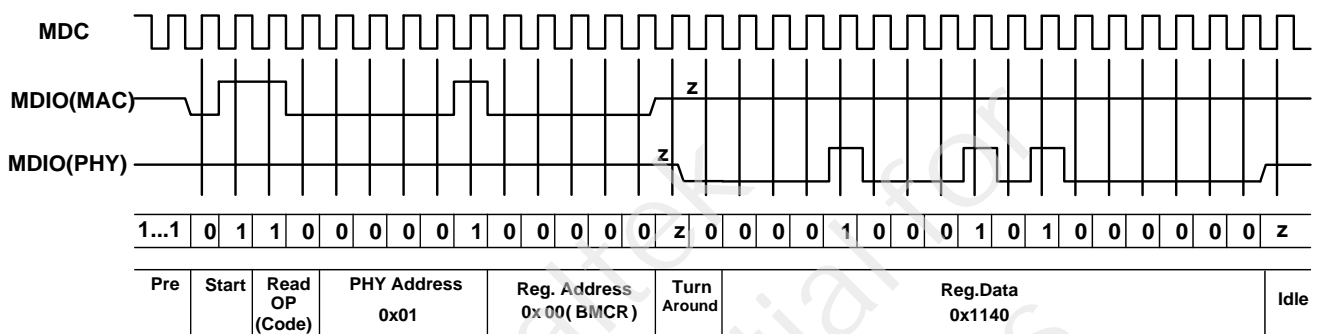 MDC
MDIO(MAC)
z
MDIO(PHY)
z
1...1 0 1 1 0 0 0 0 0 1 0 0 0 0 0 z 0 0 0 0 1 0 0 0 1 0 1 0 0 0 0 0 0 z
Pre Start Read OP (Code) PHY Address 0x01 Reg. Address 0x00(BMCR) Turn Around Reg.Data 0x1140 Idle